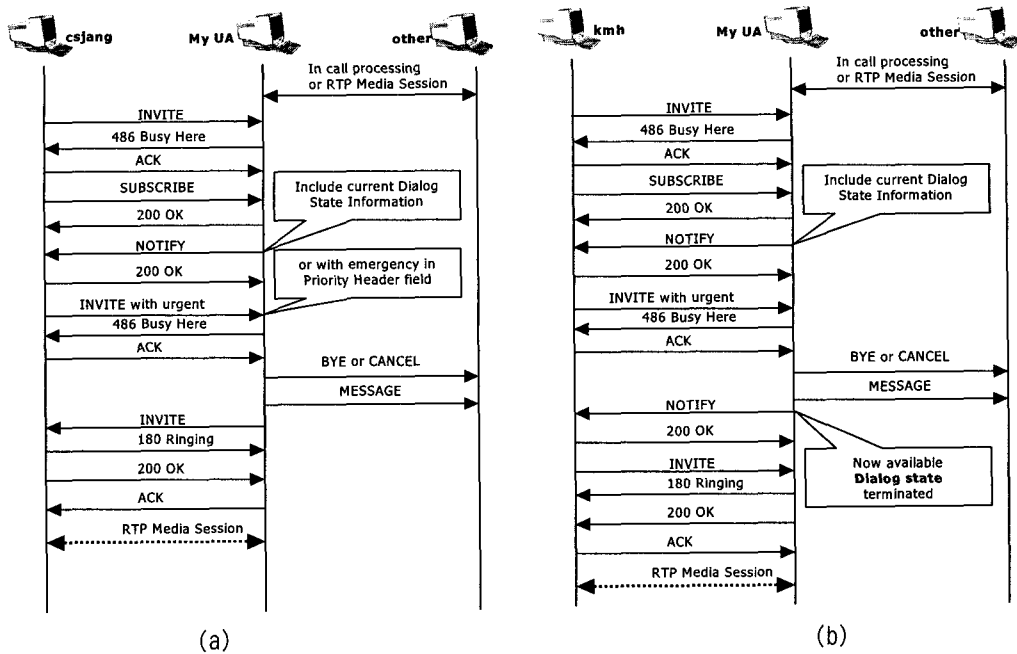 csjang
My UA
other
In call processing
or RTP Media Session
INVITE
486 Busy Here
ACK
SUBSCRIBE
Include current Dialog
State Information
200 OK
NOTIFY
or with emergency in
Priority Header field
200 OK
INVITE with urgent
486 Busy Here
ACK
BYE or CANCEL
MESSAGE
INVITE
180 Ringing
200 OK
ACK
RTP Media Session
(a)
kmh
My UA
other
In call processing
or RTP Media Session
INVITE
486 Busy Here
ACK
SUBSCRIBE
Include current Dialog
State Information
200 OK
NOTIFY
200 OK
INVITE with urgent
486 Busy Here
ACK
BYE or CANCEL
MESSAGE
NOTIFY
200 OK
INVITE
Now available
Dialog state
terminated
180 Ringing
200 OK
ACK
RTP Media Session
(b)